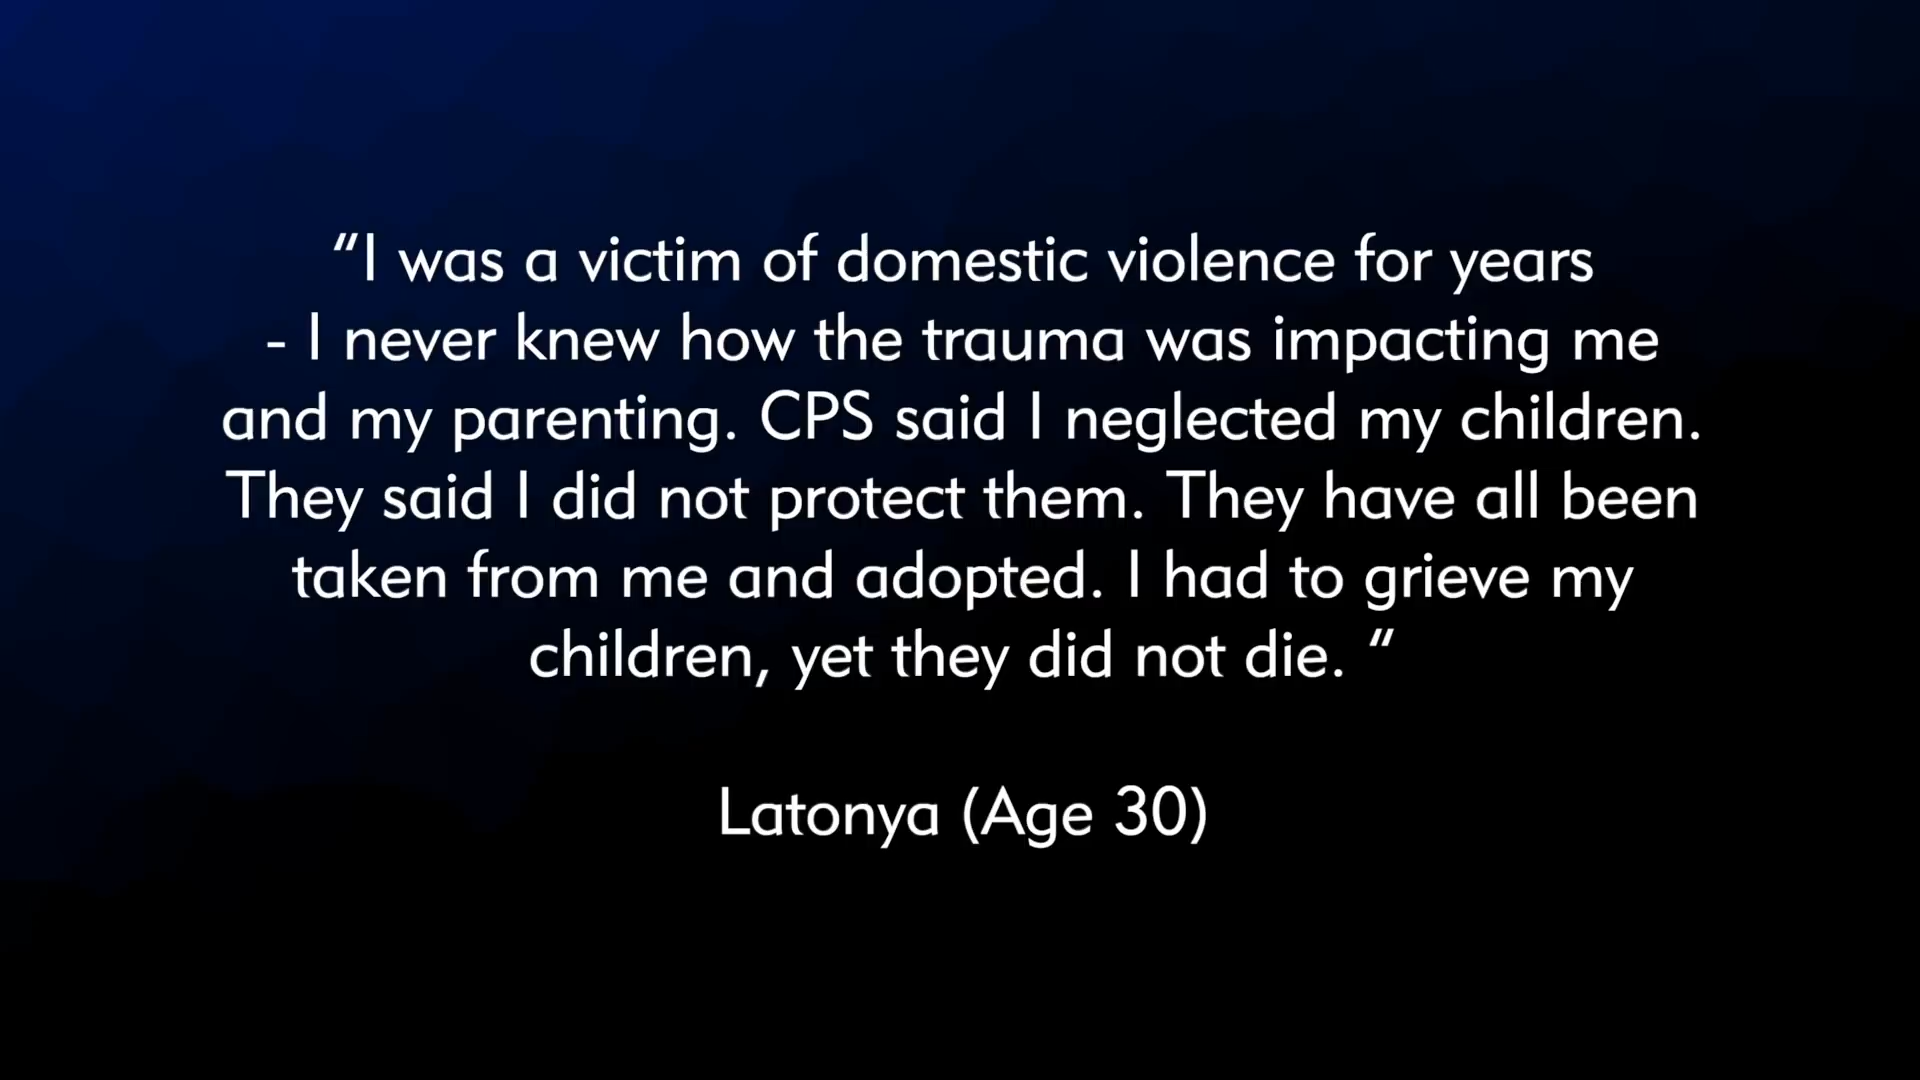 “I was a victim of domestic violence for years
- I never knew how the trauma was impacting me
and my parenting. CPS said I neglected my children.
They said I did not protect them. They have all been
taken from me and adopted. I had to grieve my
children, yet they did not die. “
Latonya (Age 30)